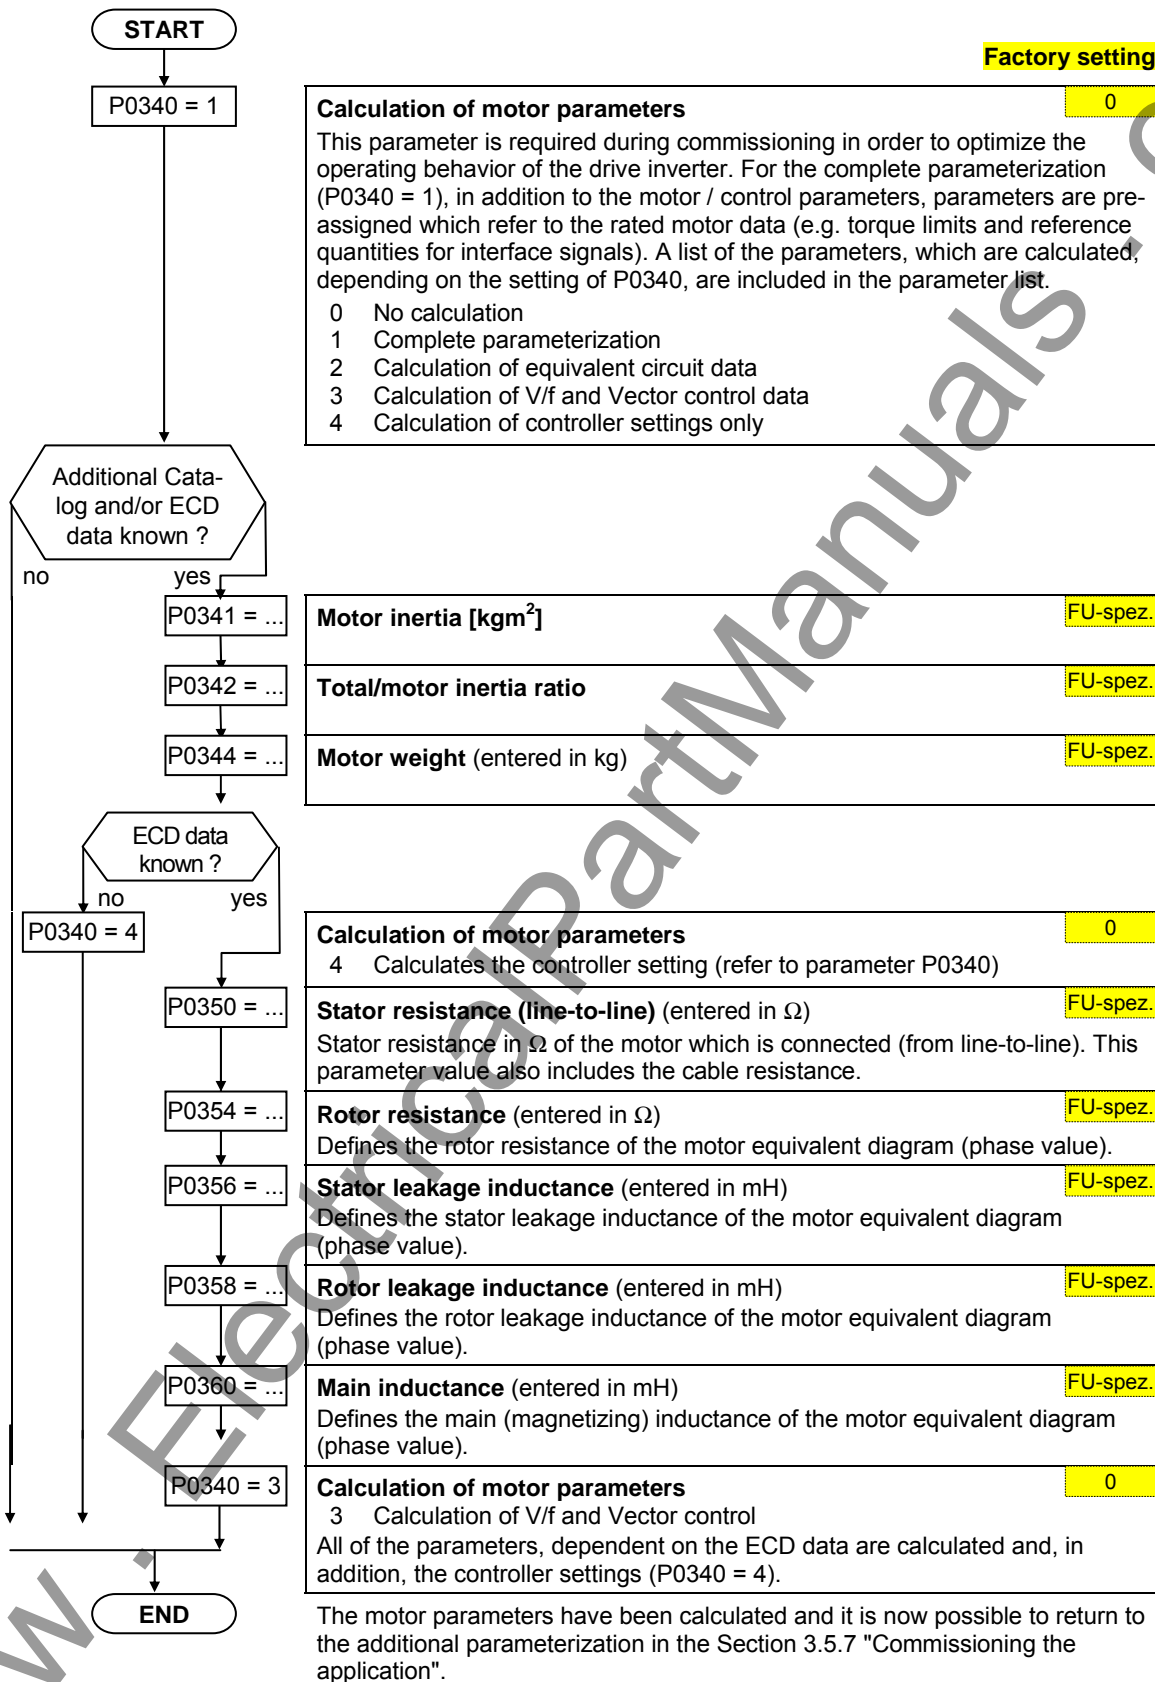 START
Factory setting
P0340 = 1
Calculation of motor parameters
0
This parameter is required during commissioning in order to optimize the
operating behavior of the drive inverter. For the complete parameterization
(P0340 = 1), in addition to the motor / control parameters, parameters are pre-
assigned which refer to the rated motor data (e.g. torque limits and reference
quantities for interface signals). A list of the parameters, which are calculated,
depending on the setting of P0340, are included in the parameter list.
0 No calculation
1 Complete parameterization
2 Calculation of equivalent circuit data
3 Calculation of V/f and Vector control data
4 Calculation of controller settings only
Additional Cata-
log and/or ECD
data known ?
no yes
P0341 = ...
Motor inertia [kgm²]
FU-spez.
P0342 = ...
Total/motor inertia ratio
FU-spez.
P0344 = ...
Motor weight (entered in kg)
FU-spez.
ECD data
known ?
no yes
P0340 = 4
Calculation of motor parameters
0
4 Calculates the controller setting (refer to parameter P0340)
P0350 = ...
Stator resistance (line-to-line) (entered in Ω)
FU-spez.
Stator resistance in Ω of the motor which is connected (from line-to-line). This
parameter value also includes the cable resistance.
P0354 = ...
Rotor resistance (entered in Ω)
FU-spez.
Defines the rotor resistance of the motor equivalent diagram (phase value).
P0356 = ...
Stator leakage inductance (entered in mH)
FU-spez.
Defines the stator leakage inductance of the motor equivalent diagram
(phase value).
P0358 = ...
Rotor leakage inductance (entered in mH)
FU-spez.
Defines the rotor leakage inductance of the motor equivalent diagram
(phase value).
P0360 = ...
Main inductance (entered in mH)
FU-spez.
Defines the main (magnetizing) inductance of the motor equivalent diagram
(phase value).
P0340 = 3
Calculation of motor parameters
0
3 Calculation of V/f and Vector control
All of the parameters, dependent on the ECD data are calculated and, in
addition, the controller settings (P0340 = 4).
END
The motor parameters have been calculated and it is now possible to return to
the additional parameterization in the Section 3.5.7 "Commissioning the
application".
w . ElectricalPartManuals .